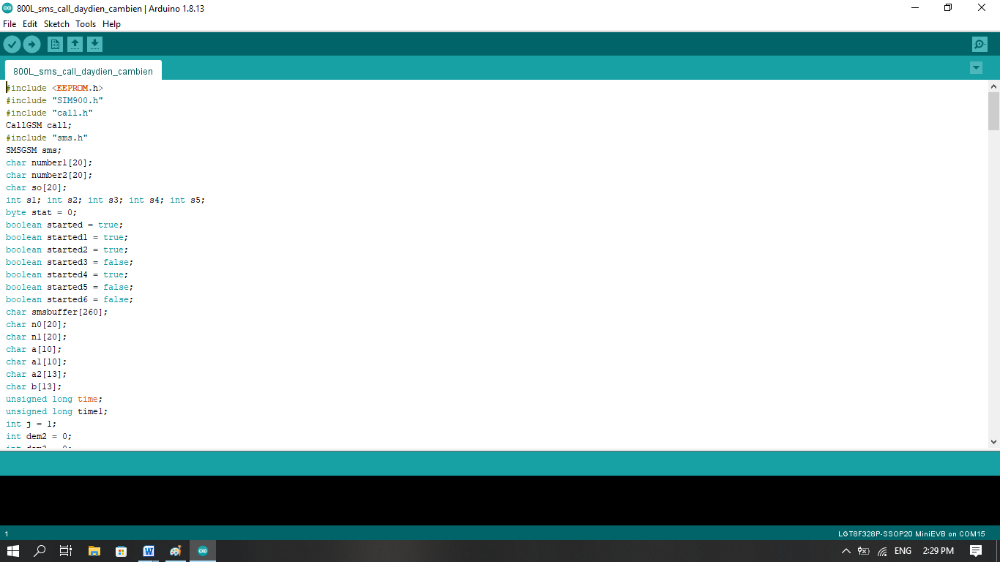 800L_sms_call_daydien_cambien | Arduino 1.8.13
File Edit Sketch Tools Help
800L_sms_call_daydien_cambien
#include <EEPROM.h>
#include "SIM900.h"
#include "call.h"
CallGSM call;
#include "sms.h"
SMSGSM sms;
char number1[20];
char number2[20];
char so[20];
int s1; int s2; int s3; int s4; int s5;
byte stat = 0;
boolean started = true;
boolean started1 = true;
boolean started2 = true;
boolean started3 = false;
boolean started4 = true;
boolean started5 = false;
boolean started6 = false;
char smsbuffer[260];
char n0[20];
char n1[20];
char a[10];
char a1[10];
char a2[13];
char b[13];
unsigned long time;
unsigned long time1;
int j = 1;
int dem2 = 0;
1
LGT8F328P-SSOP20 MiniEVB on COM15
ENG 2:29 PM